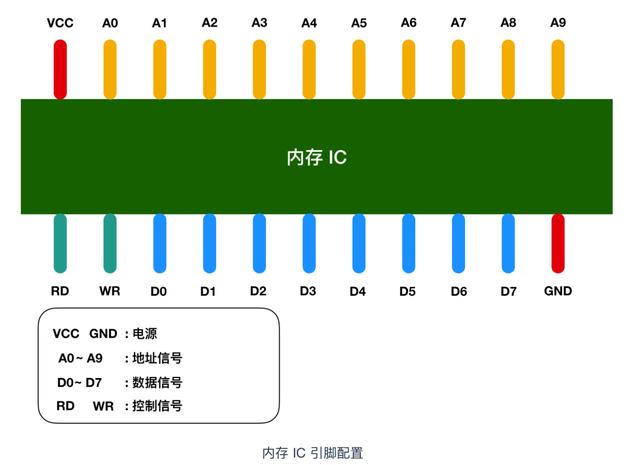 VCC A0 A1 A2 A3 A4 A5 A6 A7 A8 A9
内存 IC
RD WR D0 D1 D2 D3 D4 D5 D6 D7 GND
VCC GND : 电源
A0~ A9 : 地址信号
D0~ D7 : 数据信号
RD WR : 控制信号
内存 IC 引脚配置